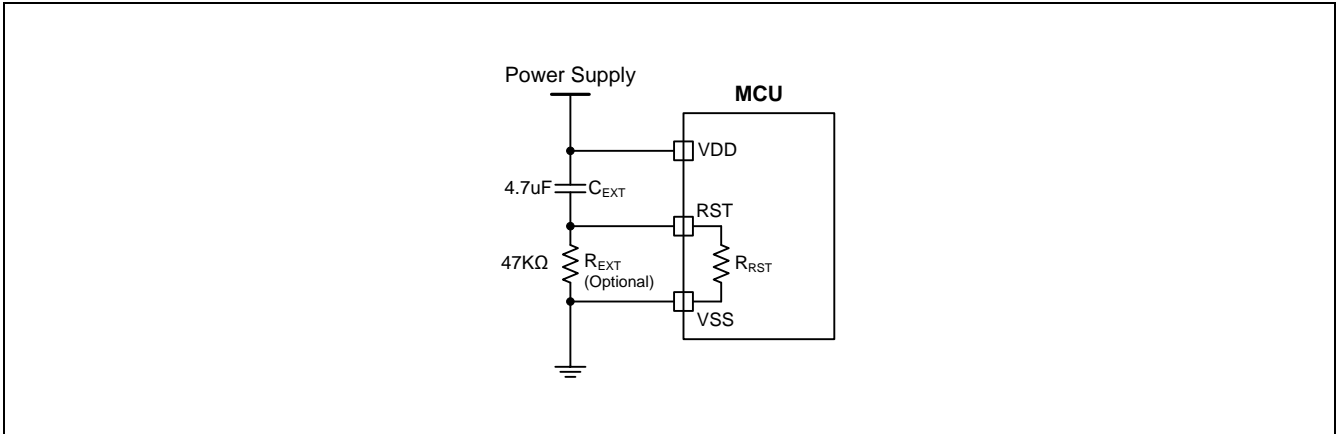 Power Supply
MCU
VDD
4.7uF
CEXT
RST
47KΩ
REXT
(Optional)
RRST
VSS